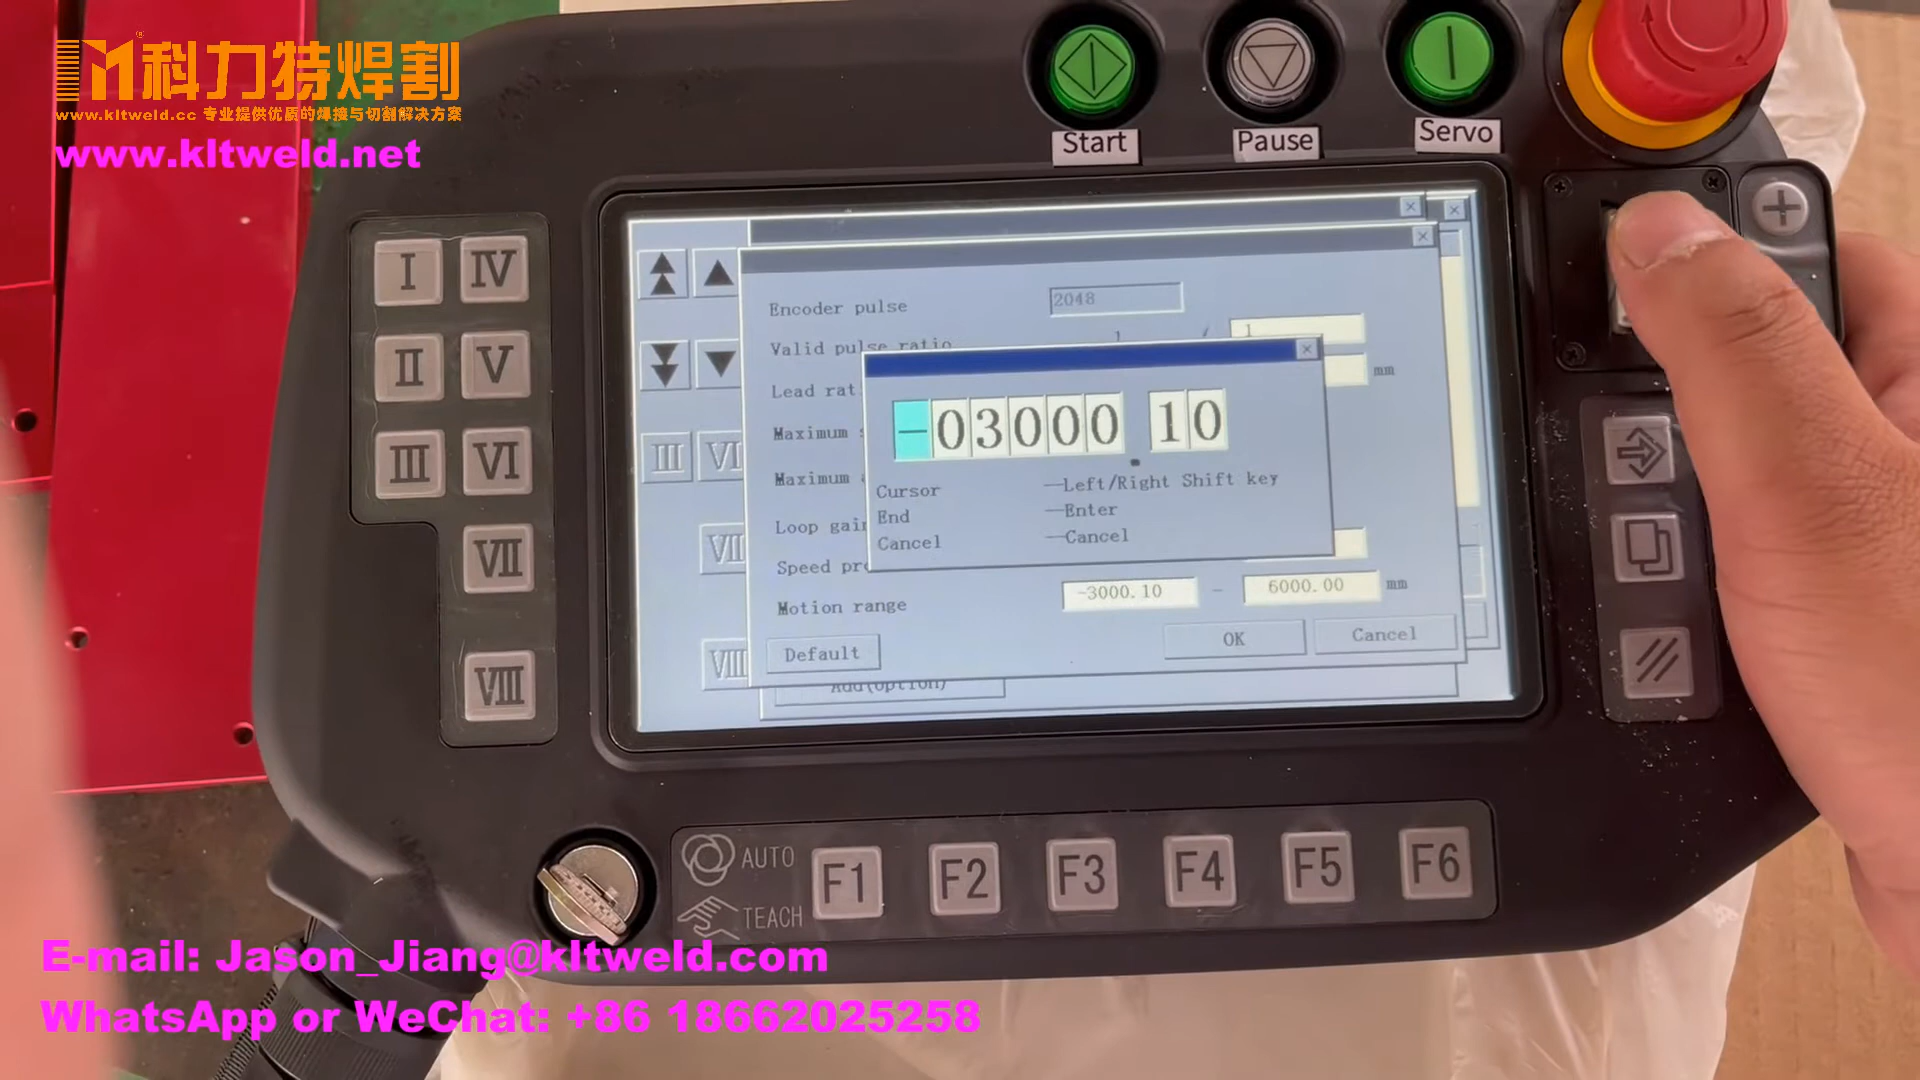 科力特焊割
www.kltweld.cc 专业提供优质的焊接与切割解决方案
www.kltweld.net
Start
Pause
Servo
I
IV
II
V
III
VI
VII
VIII
III
VI
VII
VIII
Encoder pulse
2048
Valid pulse ratio
1 / 1
Lead rat
mm
Maximum
Maximum
Loop gain
Speed pr
-03000.10
Cursor —Left/Right Shift key
End —Enter
Cancel —Cancel
Motion range
-3000.10 - 6000.00 mm
Default
OK
Cancel
Add(option)
AUTO
TEACH
F1
F2
F3
F4
F5
F6
E-mail: Jason_Jiang@kltweld.com
WhatsApp or WeChat: +86 18662025258